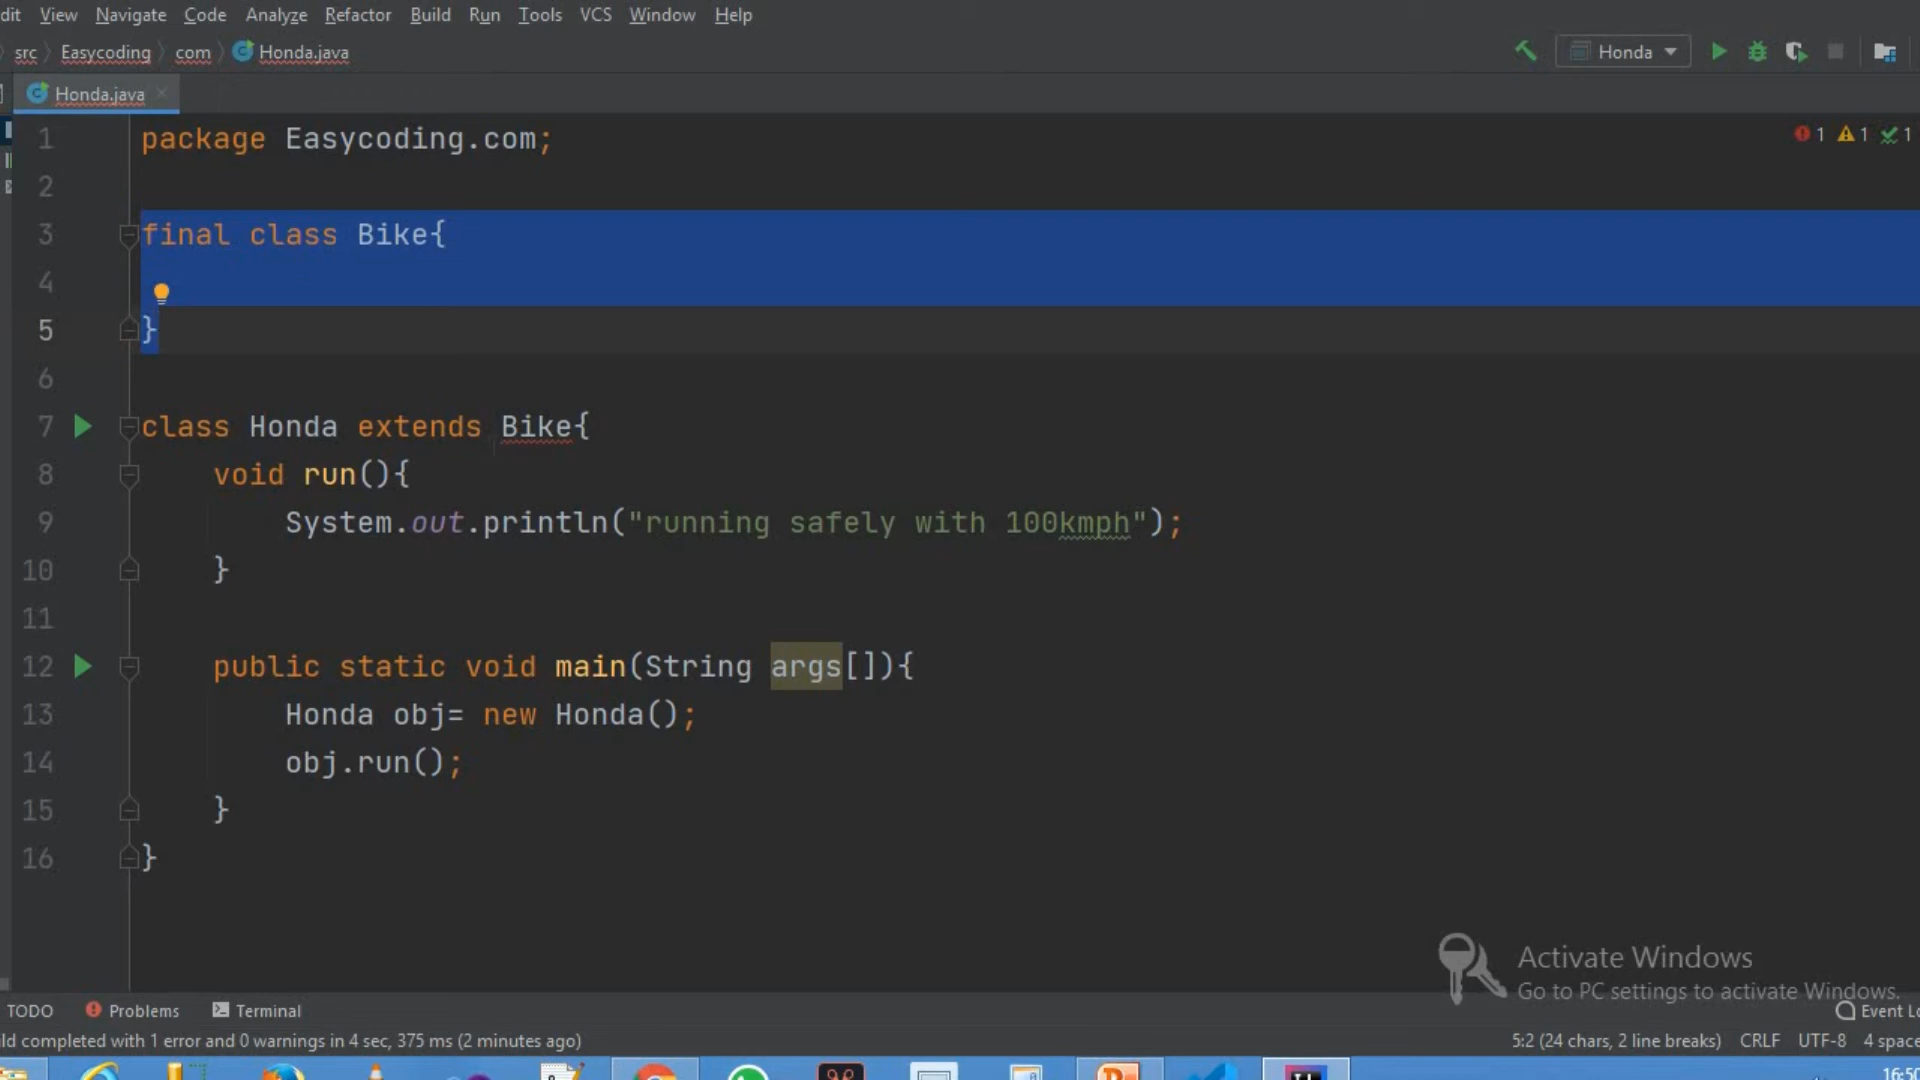 dit View Navigate Code Analyze Refactor Build Run Tools VCS Window Help
src Easycoding com Honda.java
Honda
Honda.java
1 package Easycoding.com;
1 1 1
2
3 final class Bike{
4
5 }
6
7 class Honda extends Bike{
8 void run(){
9 System.out.println("running safely with 100kmph");
10 }
11
12 public static void main(String args[]){
13 Honda obj= new Honda();
14 obj.run();
15 }
16 }
Activate Windows
Go to PC settings to activate Windows.
TODO Problems Terminal Event Lo
ld completed with 1 error and 0 warnings in 4 sec, 375 ms (2 minutes ago) 5:2 (24 chars, 2 line breaks) CRLF UTF-8 4 space
16:50